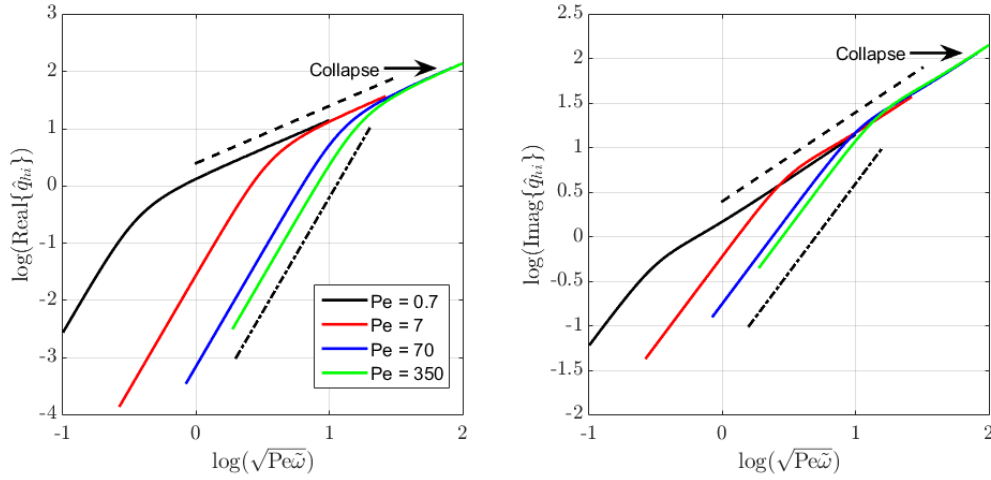 3
2
1
0
-1
-2
-3
-4
-1
0
1
2
log(Real{q̂_hi})
log(√Peω̃)
Collapse
Pe = 0.7
Pe = 7
Pe = 70
Pe = 350
2.5
2
1.5
1
0.5
0
-0.5
-1
-1.5
-2
-1
0
1
2
log(Imag{q̂_hi})
log(√Peω̃)
Collapse